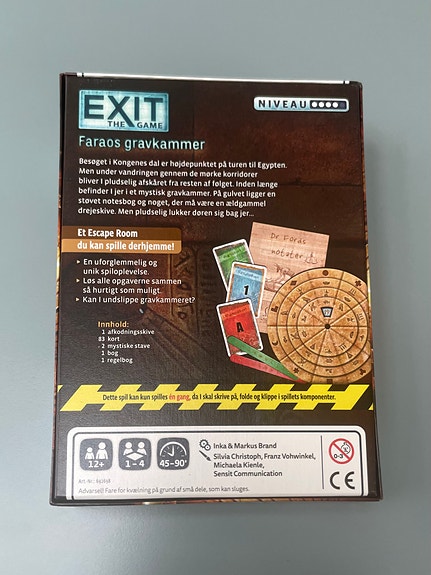 EXIT
THE GAME
NIVEAU
Faraos gravkammer
Besøget i Kongenes dal er højdepunktet på turen til Egypten.
Men under vandringen gennem de mørke korridorer
bliver I pludselig afskåret fra resten af følget. Inden længe
befinder I jer i et mystisk gravkammer. På gulvet ligger en
støvet notesbog og noget, der må være en ældgammel
drejeskive. Men pludselig lukker døren sig bag jer...
Et Escape Room
du kan spille derhjemme!
En uforglemmelig og
unik spiloplevelse.
Løs alle opgaverne sammen
så hurtigt som muligt.
Kan I undslippe gravkammeret?
Dr Foras
notater
1
A
Innhold:
1 afkodningsskive
83 kort
2 mystiske stave
1 bog
1 regelbog
Dette spil kan kun spilles én gang, da I skal skrive på, folde og klippe i spillets komponenter.
12+
1 – 4
45–90'
Inka & Markus Brand
Silvia Christoph, Franz Vohwinkel,
Michaela Kienle,
Sensit Communication
0-3
CE
Art. Nr.:
Advarsel! Fare for kvælning på grund af små dele, som kan sluges.